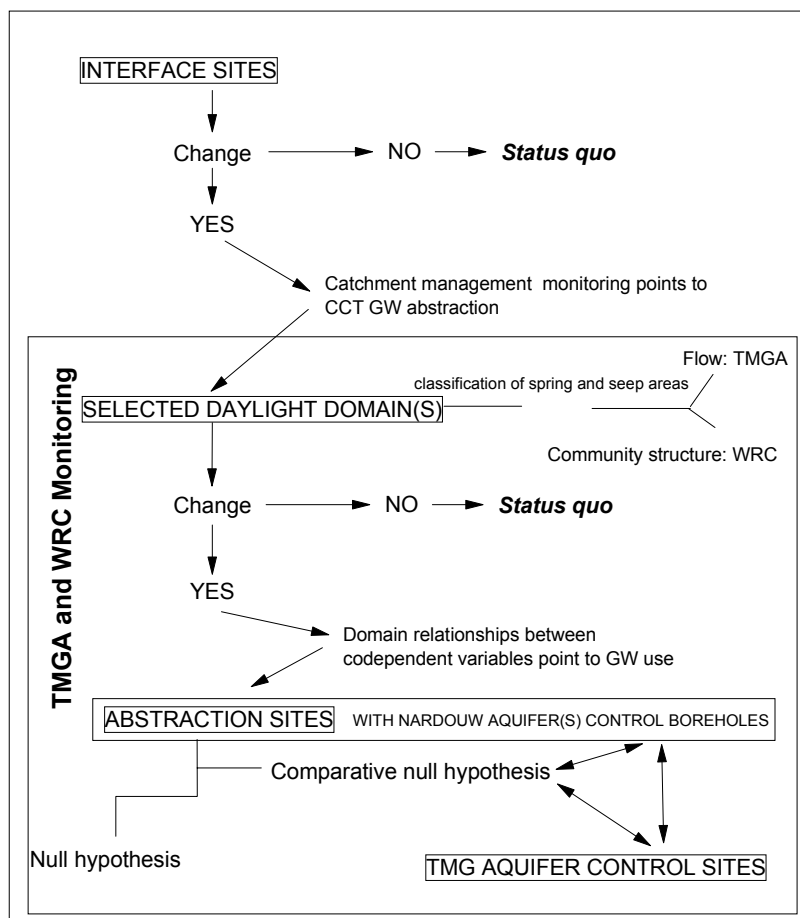 INTERFACE SITES
Change
NO
Status quo
YES
Catchment management monitoring points to
CCT GW abstraction
TMGA and WRC Monitoring
Flow: TMGA
classification of spring and seep areas
SELECTED DAYLIGHT DOMAIN(S)
Community structure: WRC
Change
NO
Status quo
YES
Domain relationships between
codependent variables point to GW use
ABSTRACTION SITES
WITH NARDOUW AQUIFER(S) CONTROL BOREHOLES
Comparative null hypothesis
Null hypothesis
TMG AQUIFER CONTROL SITES